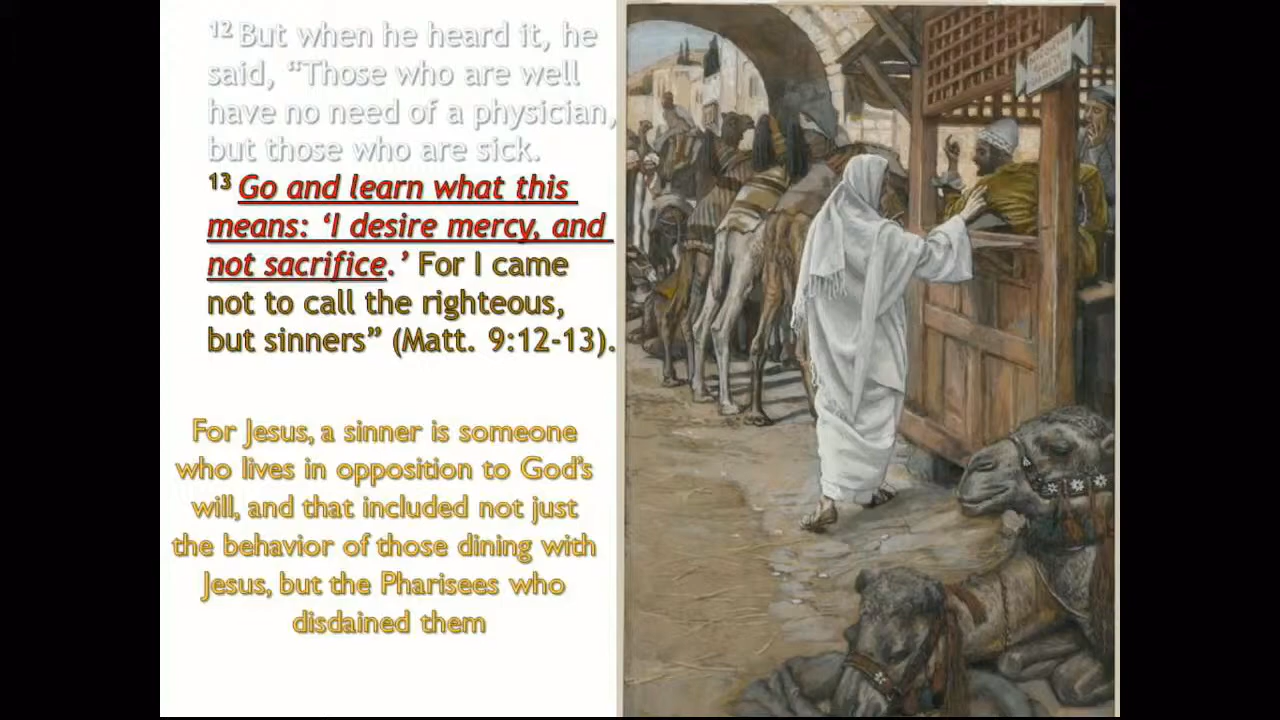 12 But when he heard it, he
said, “Those who are well
have no need of a physician,
but those who are sick.
13 Go and learn what this
means: ‘I desire mercy, and
not sacrifice.’ For I came
not to call the righteous,
but sinners” (Matt. 9:12-13).
For Jesus, a sinner is someone
who lives in opposition to God's
will, and that included not just
the behavior of those dining with
Jesus, but the Pharisees who
disdained them